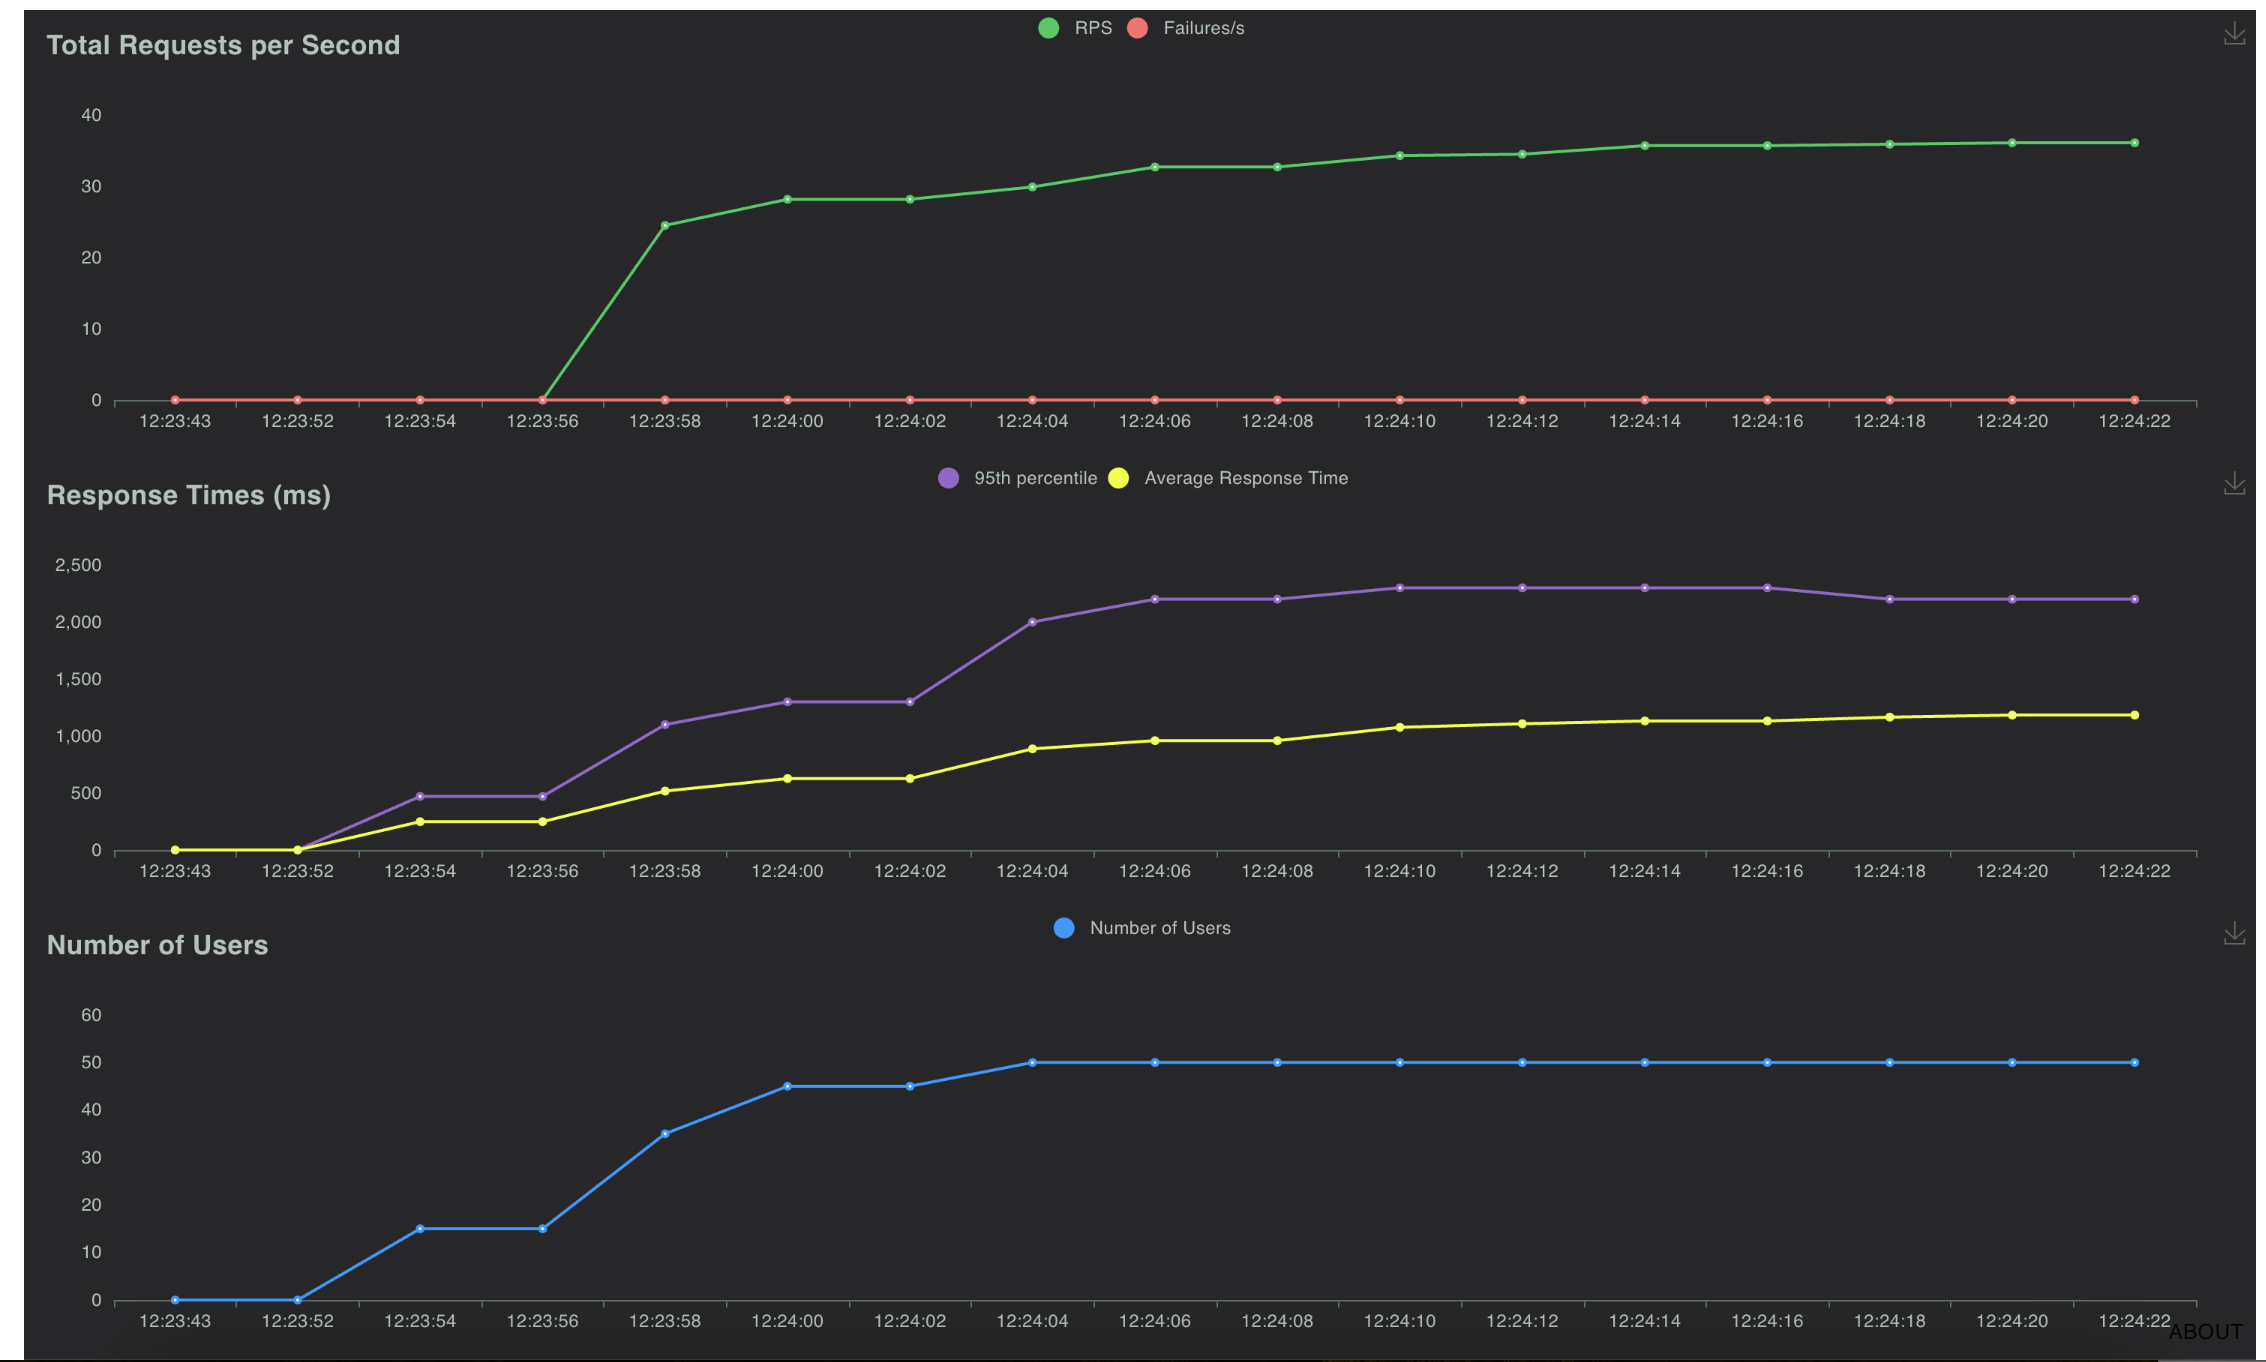 RPS Failures/s
Total Requests per Second
40
30
20
10
0
12:23:43 12:23:52 12:23:54 12:23:56 12:23:58 12:24:00 12:24:02 12:24:04 12:24:06 12:24:08 12:24:10 12:24:12 12:24:14 12:24:16 12:24:18 12:24:20 12:24:22
95th percentile Average Response Time
Response Times (ms)
2,500
2,000
1,500
1,000
500
0
12:23:43 12:23:52 12:23:54 12:23:56 12:23:58 12:24:00 12:24:02 12:24:04 12:24:06 12:24:08 12:24:10 12:24:12 12:24:14 12:24:16 12:24:18 12:24:20 12:24:22
Number of Users
Number of Users
60
50
40
30
20
10
0
12:23:43 12:23:52 12:23:54 12:23:56 12:23:58 12:24:00 12:24:02 12:24:04 12:24:06 12:24:08 12:24:10 12:24:12 12:24:14 12:24:16 12:24:18 12:24:20 12:24:22
ABOUT